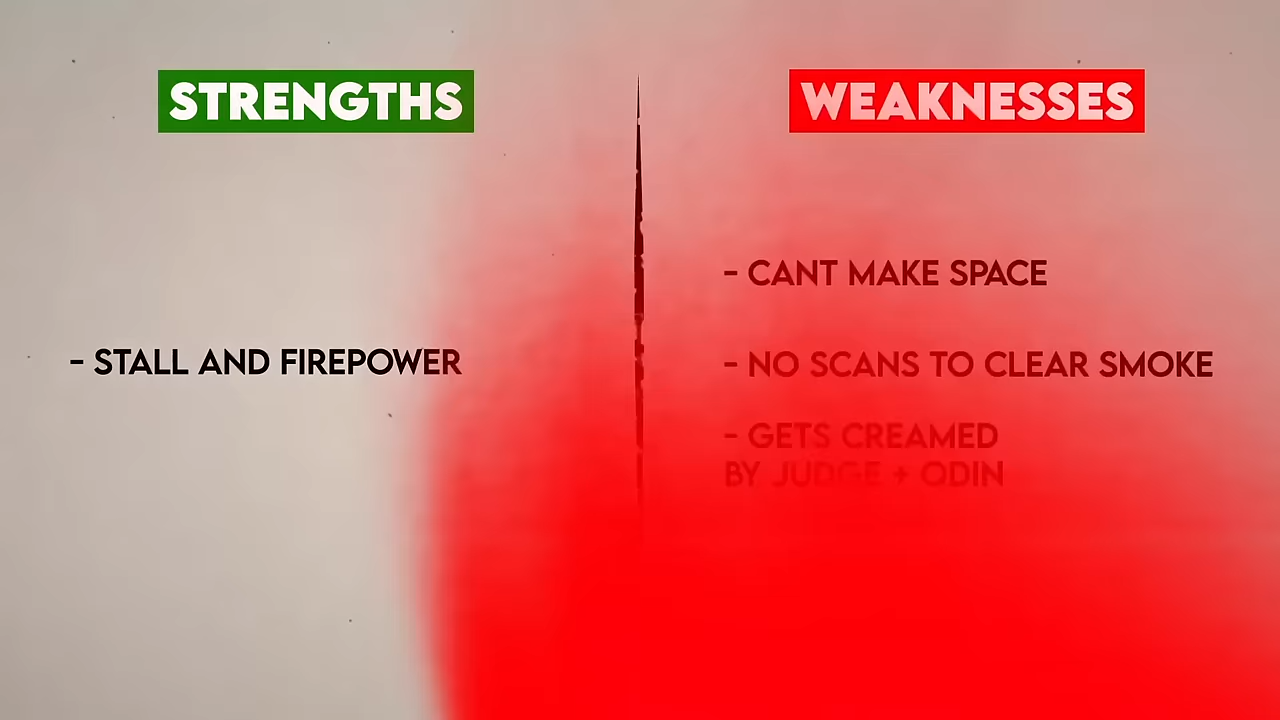 STRENGTHS
WEAKNESSES
- STALL AND FIREPOWER
- CANT MAKE SPACE
- NO SCANS TO CLEAR SMOKE
- GETS CREAMED
BY JUDGE + ODIN